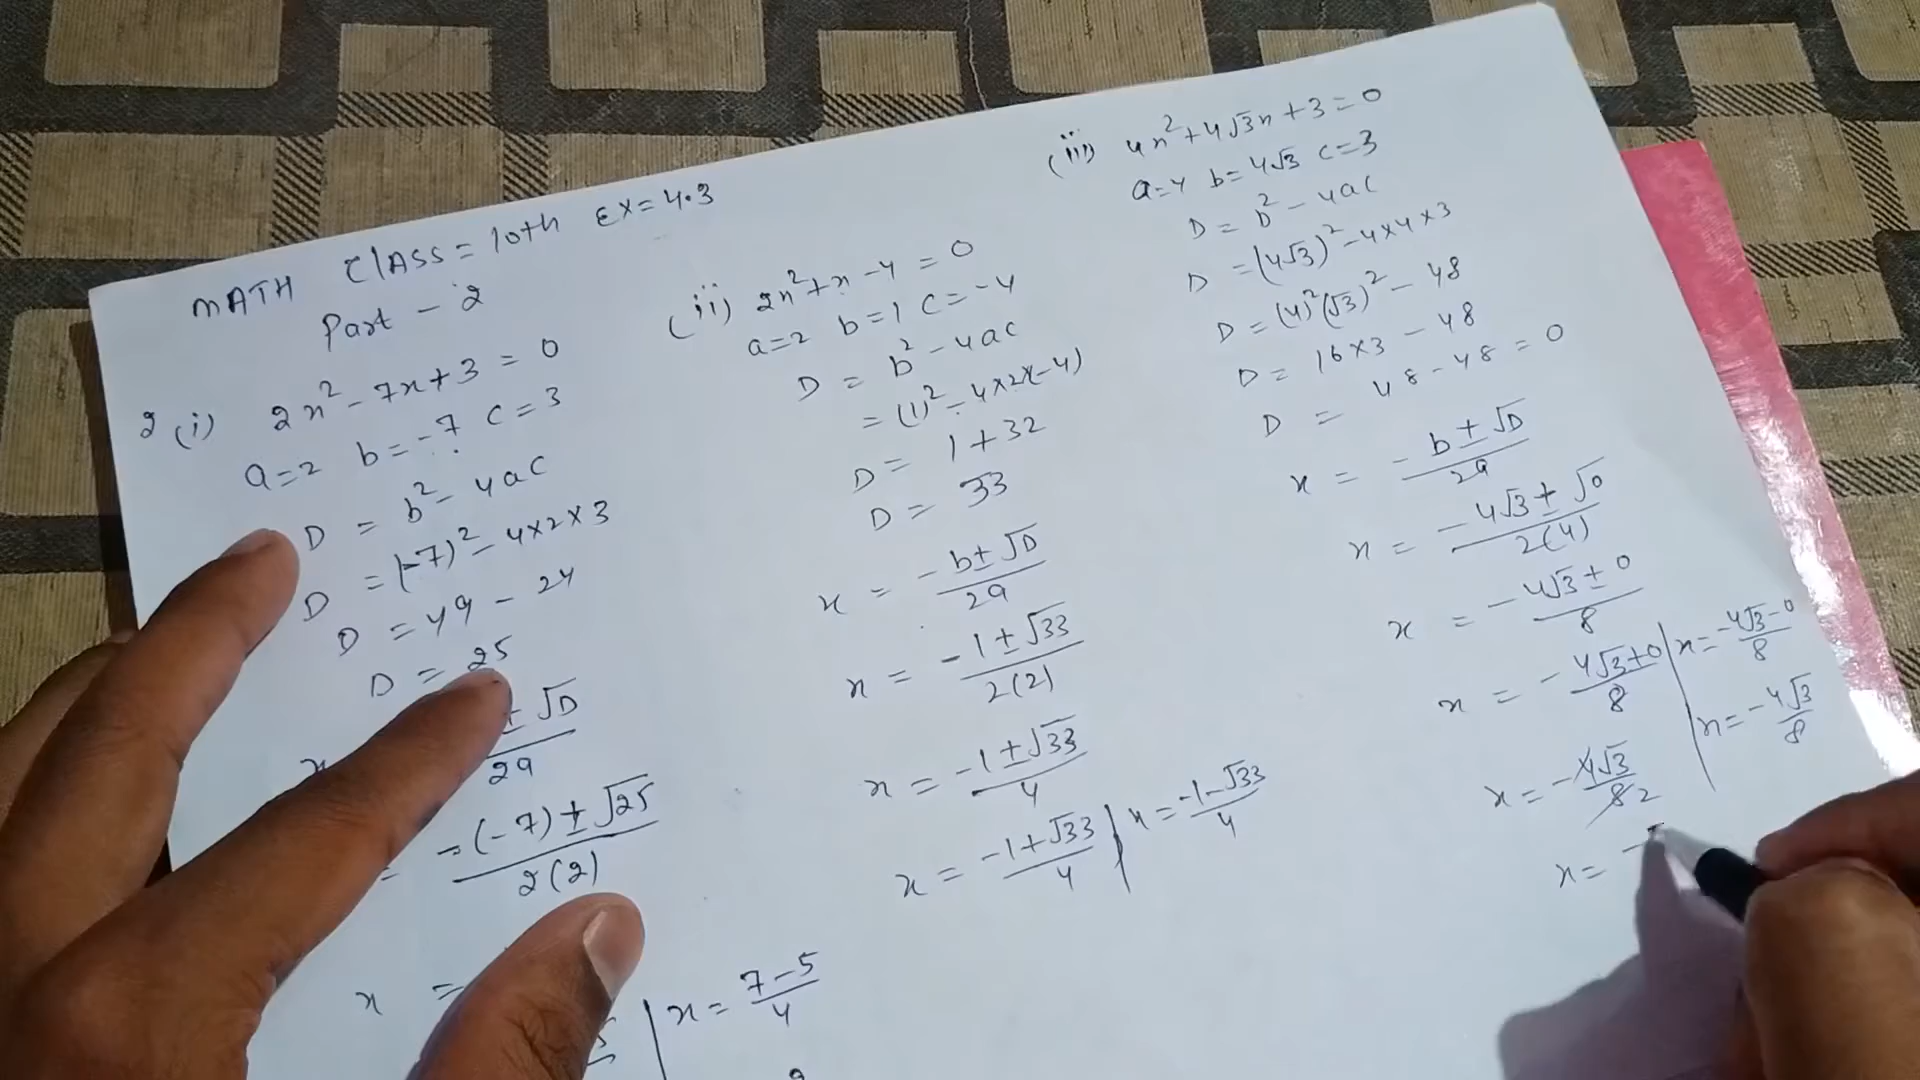 MATH CLASS = 10th EX = 4.3
Part - 2
2 (i) 2x² - 7x + 3 = 0
a=2 b= -7 c = 3
D = b² - 4ac
D = (-7)² - 4×2×3
D = 49 - 24
D = 25
± √D
2a
= -(-7) ± √25
2(2)
x =
x = 7-5
4
(ii) 2x² + x - 4 = 0
a=2 b=1 c=-4
D = b² - 4ac
= (1)² - 4×2×(-4)
D = 1 + 32
D = 33
x = -b ± √D
2a
x = -1 ± √33
2(2)
x = -1 ± √33
4
x = -1 + √33 | x = -1 - √33
4 4
(iii) 4x² + 4√3x + 3 = 0
a=4 b=4√3 c=3
D = b² - 4ac
D = (4√3)² - 4×4×3
D = (4)²(√3)² - 48
D = 16×3 - 48
D = 48 - 48 = 0
x = -b ± √D
2a
x = -4√3 ± √0
2(4)
x = -4√3 ± 0
8
x = -4√3+0 | x = -4√3-0
8 8
x = -4√3
8
x = -4√3
8 2
x = -